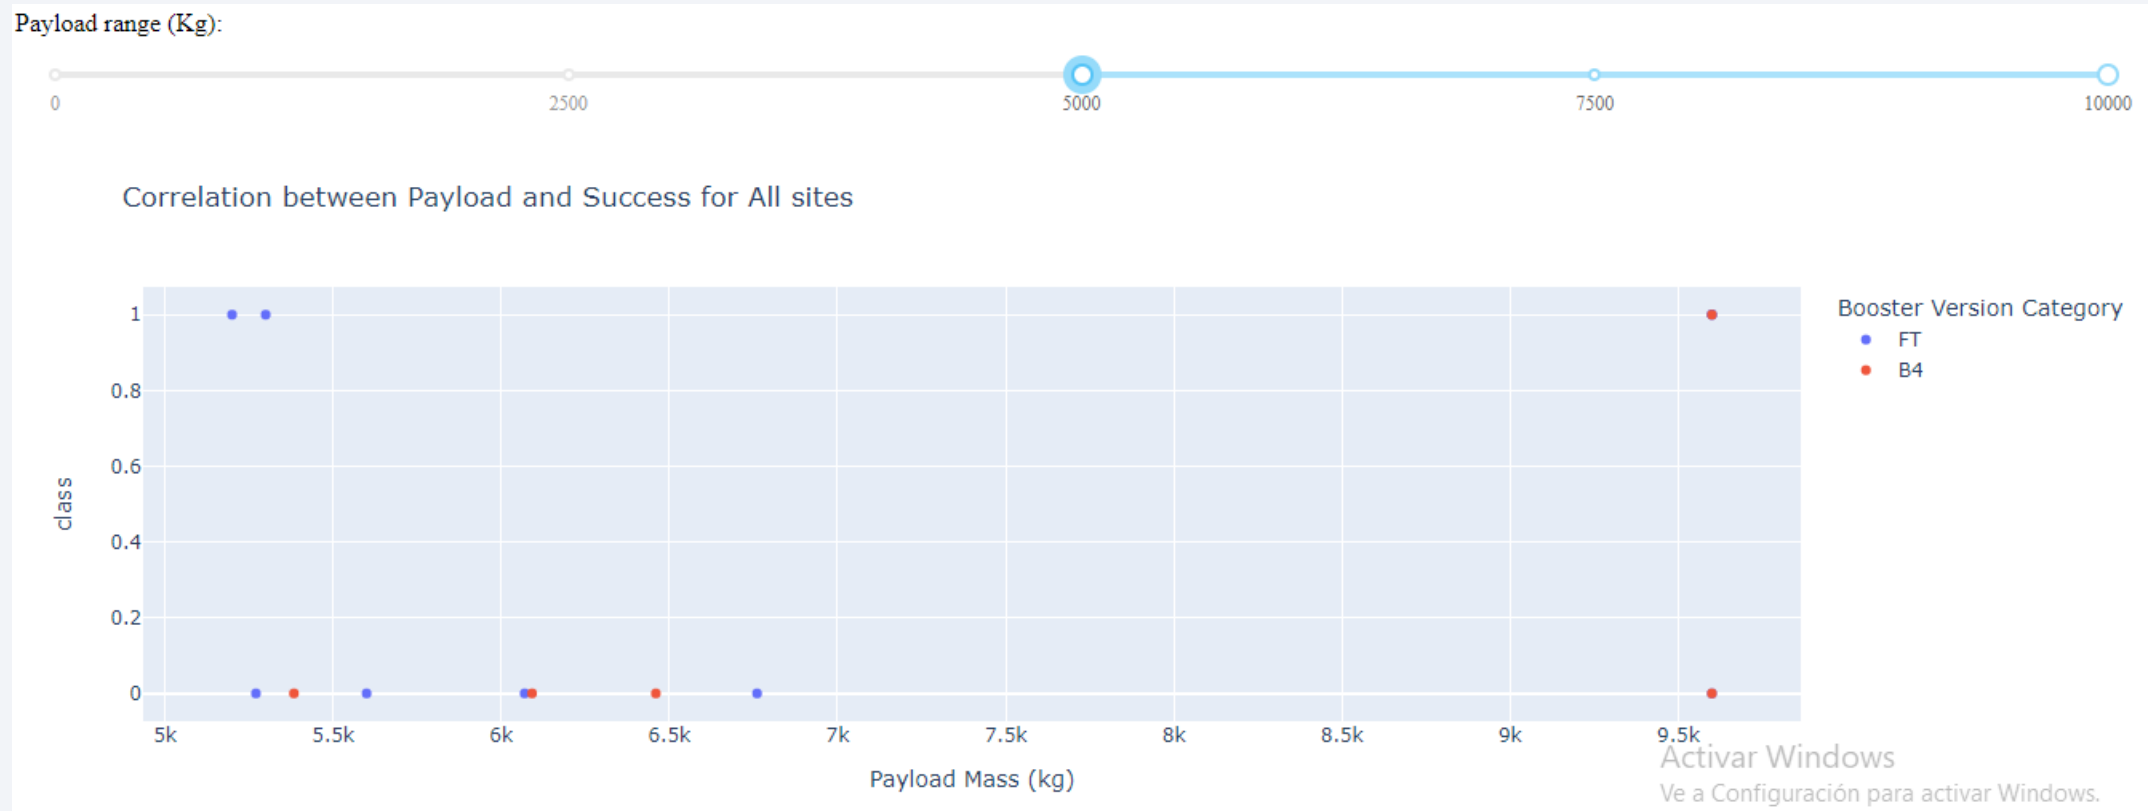 Payload range (Kg):
0 2500 5000 7500 10000
Correlation between Payload and Success for All sites
Booster Version Category
FT
B4
1
0.8
0.6
0.4
0.2
0
class
5k 5.5k 6k 6.5k 7k 7.5k 8k 8.5k 9k 9.5k
Payload Mass (kg)
Activar Windows
Ve a Configuración para activar Windows.